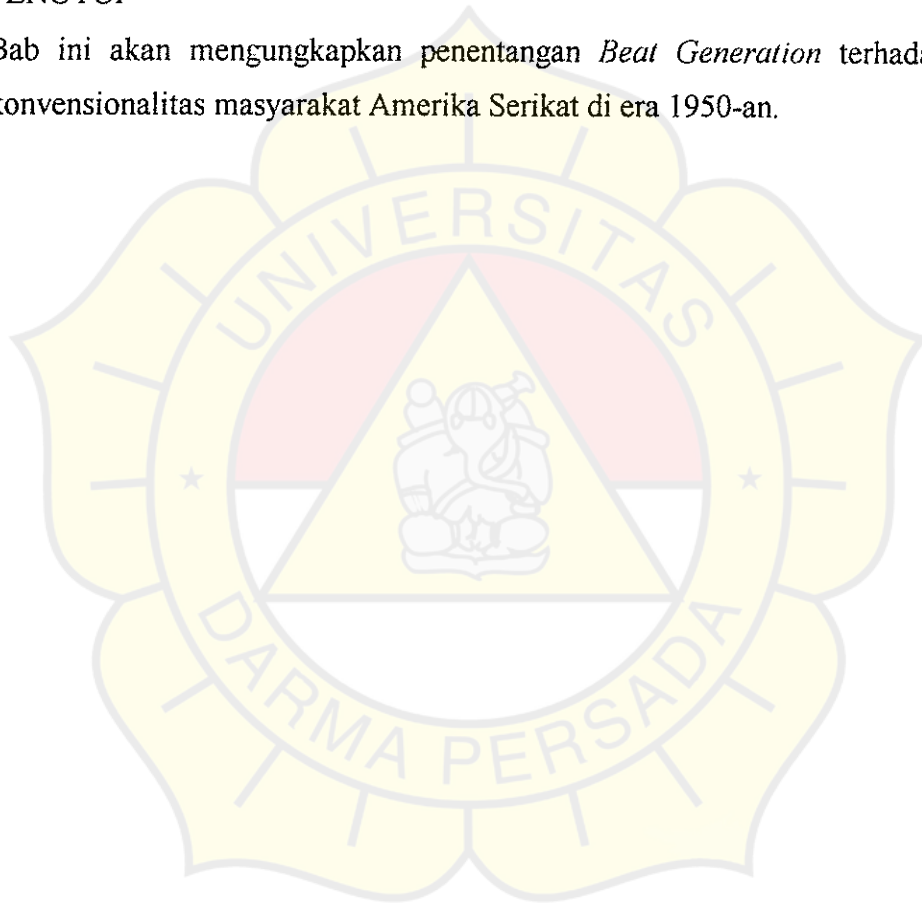 Bab ini akan mengungkapkan penentangan Beat Generation terhada
konvensionalitas masyarakat Amerika Serikat di era 1950-an.
UNIVERSITAS
DARMA PERSADA